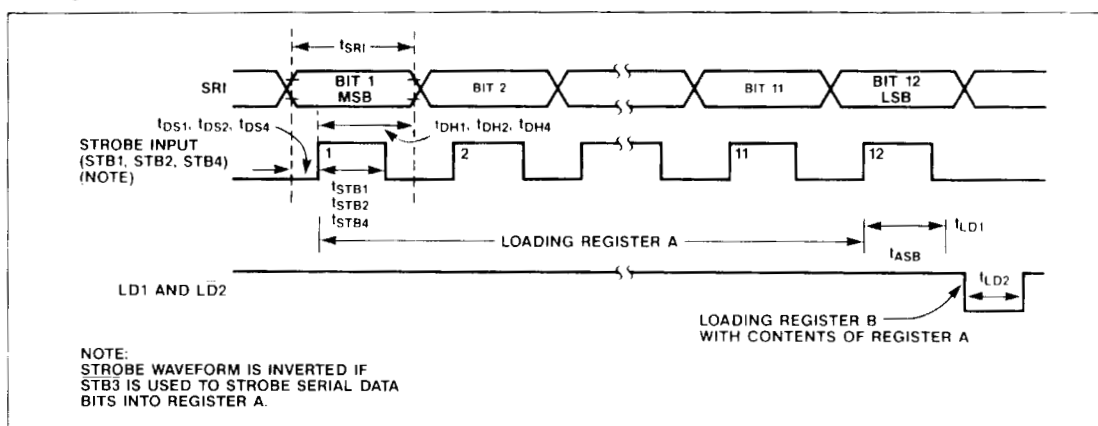 tSRI
SRI
BIT 1
MSB
BIT 2
BIT 11
BIT 12
LSB
tDS1, tDS2, tDS4
tDH1, tDH2, tDH4
STROBE INPUT
(STB1, STB2, STB4)
(NOTE)
1
2
11
12
tSTB1
tSTB2
tSTB4
LOADING REGISTER A
tLD1
tASB
tLD2
LD1 AND LD2
LOADING REGISTER B
WITH CONTENTS OF REGISTER A
NOTE:
STROBE WAVEFORM IS INVERTED IF
STB3 IS USED TO STROBE SERIAL DATA
BITS INTO REGISTER A.